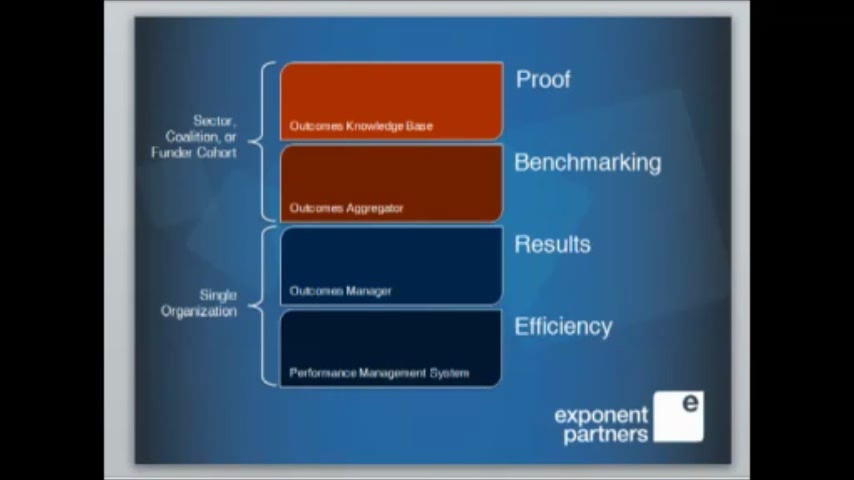 Proof
Sector,
Coalition, or
Funder Cohort
Outcomes Knowledge Base
Benchmarking
Outcomes Aggregator
Results
Single
Organization
Outcomes Manager
Efficiency
Performance Management System
exponent
partners
e